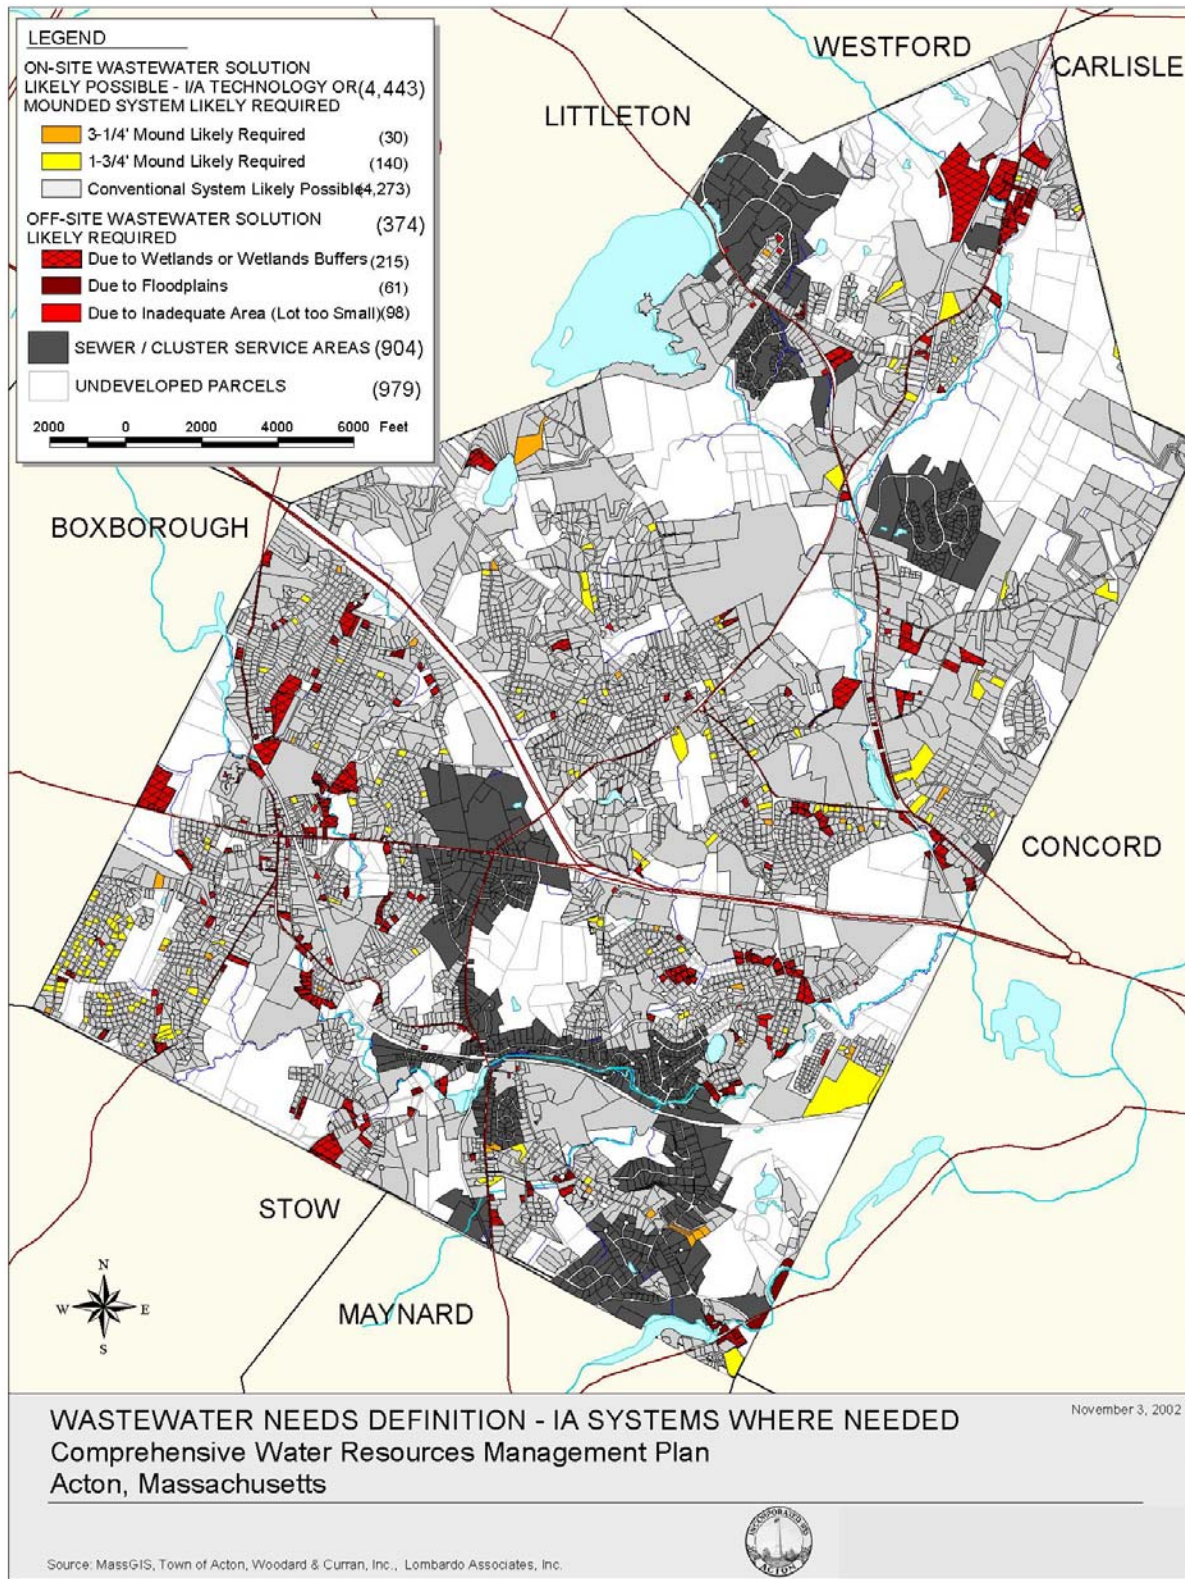 LEGEND
ON-SITE WASTEWATER SOLUTION
LIKELY POSSIBLE - I/A TECHNOLOGY OR (4,443)
MOUNDED SYSTEM LIKELY REQUIRED
3-1/4' Mound Likely Required (30)
1-3/4' Mound Likely Required (140)
Conventional System Likely Possible (4,273)
OFF-SITE WASTEWATER SOLUTION (374)
LIKELY REQUIRED
Due to Wetlands or Wetlands Buffers (215)
Due to Floodplains (61)
Due to Inadequate Area (Lot too Small) (98)
SEWER / CLUSTER SERVICE AREAS (904)
UNDEVELOPED PARCELS (979)
2000 0 2000 4000 6000 Feet
WESTFORD
CARLISLE
LITTLETON
BOXBOROUGH
CONCORD
STOW
MAYNARD
N
W E
S
WASTEWATER NEEDS DEFINITION - IA SYSTEMS WHERE NEEDED
November 3, 2002
Comprehensive Water Resources Management Plan
Acton, Massachusetts
INCORPORATED 1735
ACTON
Source: MassGIS, Town of Acton, Woodard & Curran, Inc., Lombardo Associates, Inc.